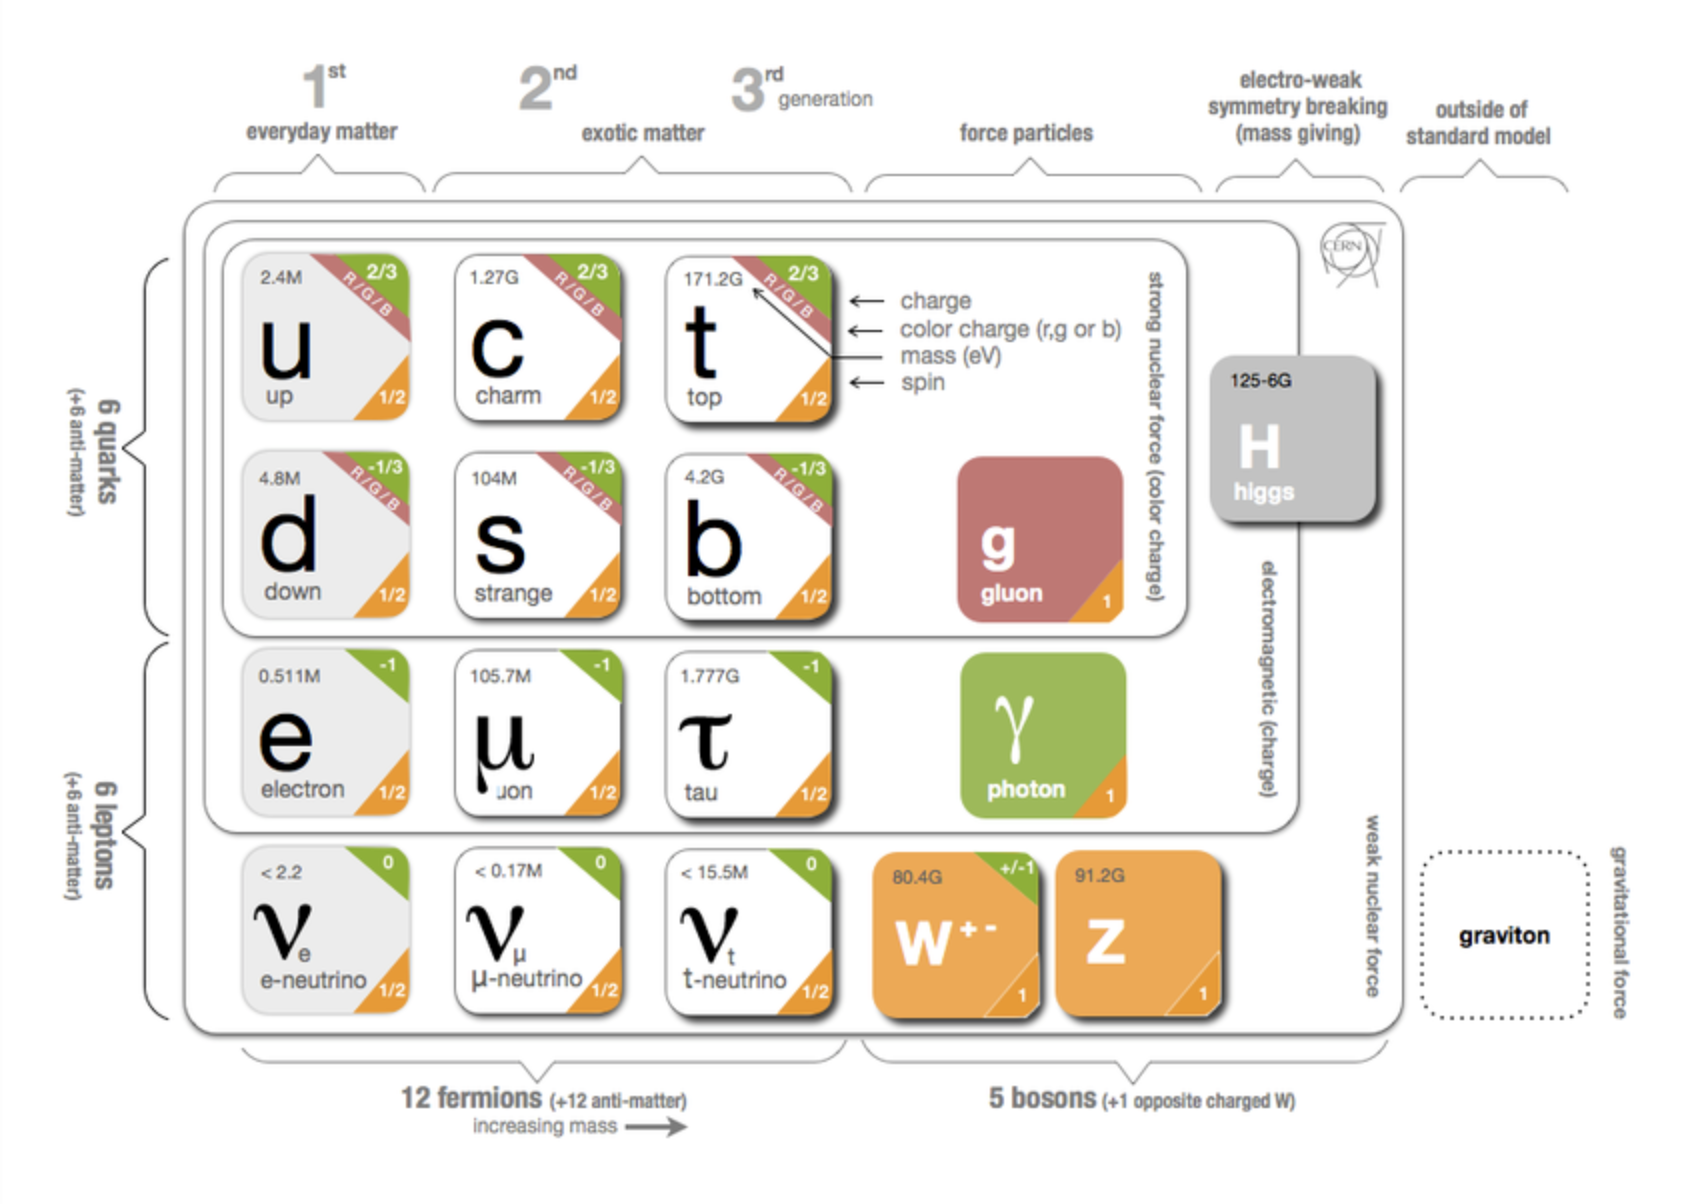 1st
2nd
3rd generation
everyday matter
exotic matter
force particles
electro-weak
symmetry breaking
(mass giving)
outside of
standard model
CERN
6 quarks
(+6 anti-matter)
2.4M
2/3
R/G/B
u
up
1/2
1.27G
2/3
R/G/B
c
charm
1/2
171.2G
2/3
R/G/B
t
top
1/2
charge
color charge (r,g or b)
mass (eV)
spin
strong nuclear force (color charge)
125-6G
H
higgs
4.8M
-1/3
R/G/B
d
down
1/2
104M
-1/3
R/G/B
s
strange
1/2
4.2G
-1/3
R/G/B
b
bottom
1/2
g
gluon
1
electromagnetic (charge)
6 leptons
(+6 anti-matter)
0.511M
-1
e
electron
1/2
105.7M
-1
μ
uon
1/2
1.777G
-1
τ
tau
1/2
γ
photon
1
weak nuclear force
< 2.2
0
νe
e-neutrino
1/2
< 0.17M
0
νμ
μ-neutrino
1/2
< 15.5M
0
νt
t-neutrino
1/2
80.4G
+/-1
W+-
1
91.2G
Z
1
graviton
gravitational force
12 fermions (+12 anti-matter)
increasing mass
5 bosons (+1 opposite charged W)